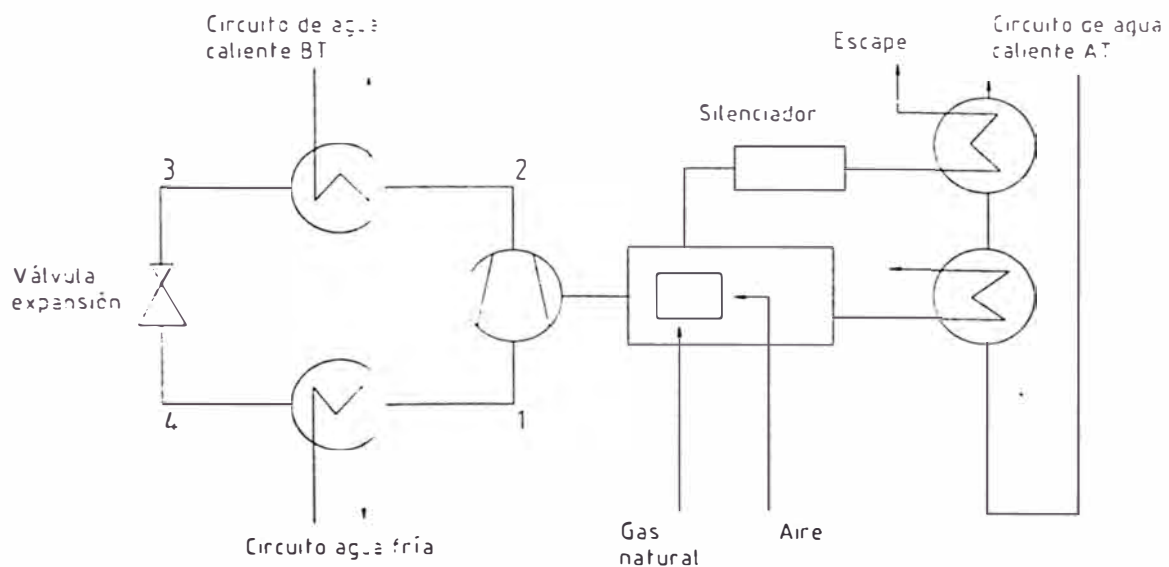 Circuito de agua
caliente BT
Circuito de agua
caliente AT
Escape
Silenciador
3
2
Válvula
expansión
4
1
Circuito agua fría
Gas
natural
Aire